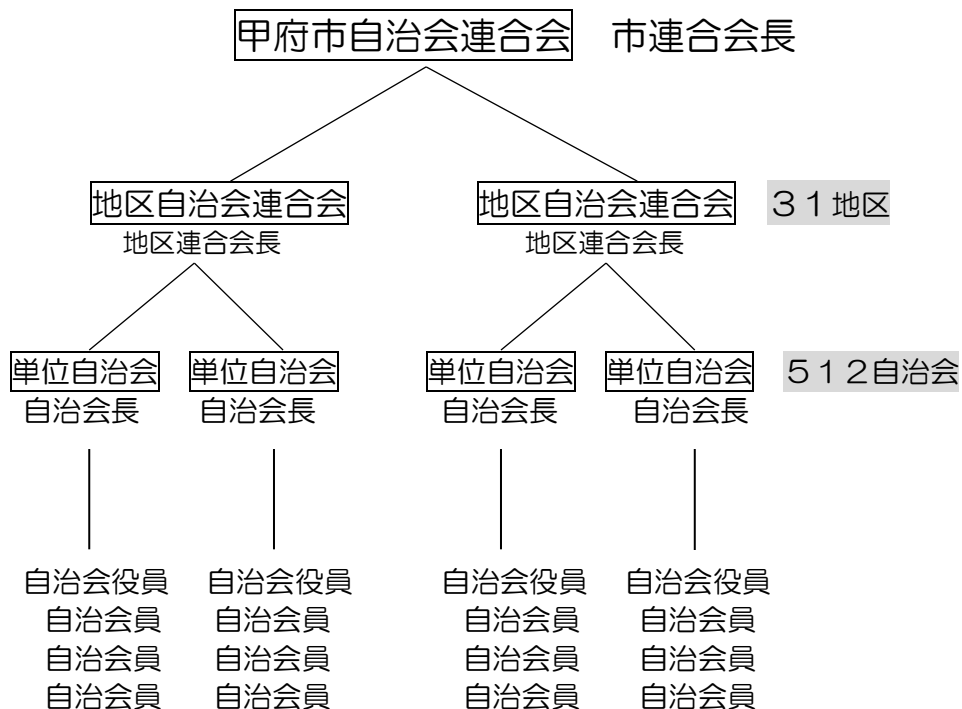 甲府市自治会連合会　市連合会長
地区自治会連合会　地区自治会連合会　３１地区
地区連合会長　地区連合会長
単位自治会　単位自治会　単位自治会　単位自治会　５１２自治会
自治会長　自治会長　自治会長　自治会長
自治会役員　自治会役員　自治会役員　自治会役員
自治会員　自治会員　自治会員　自治会員
自治会員　自治会員　自治会員　自治会員
自治会員　自治会員　自治会員　自治会員